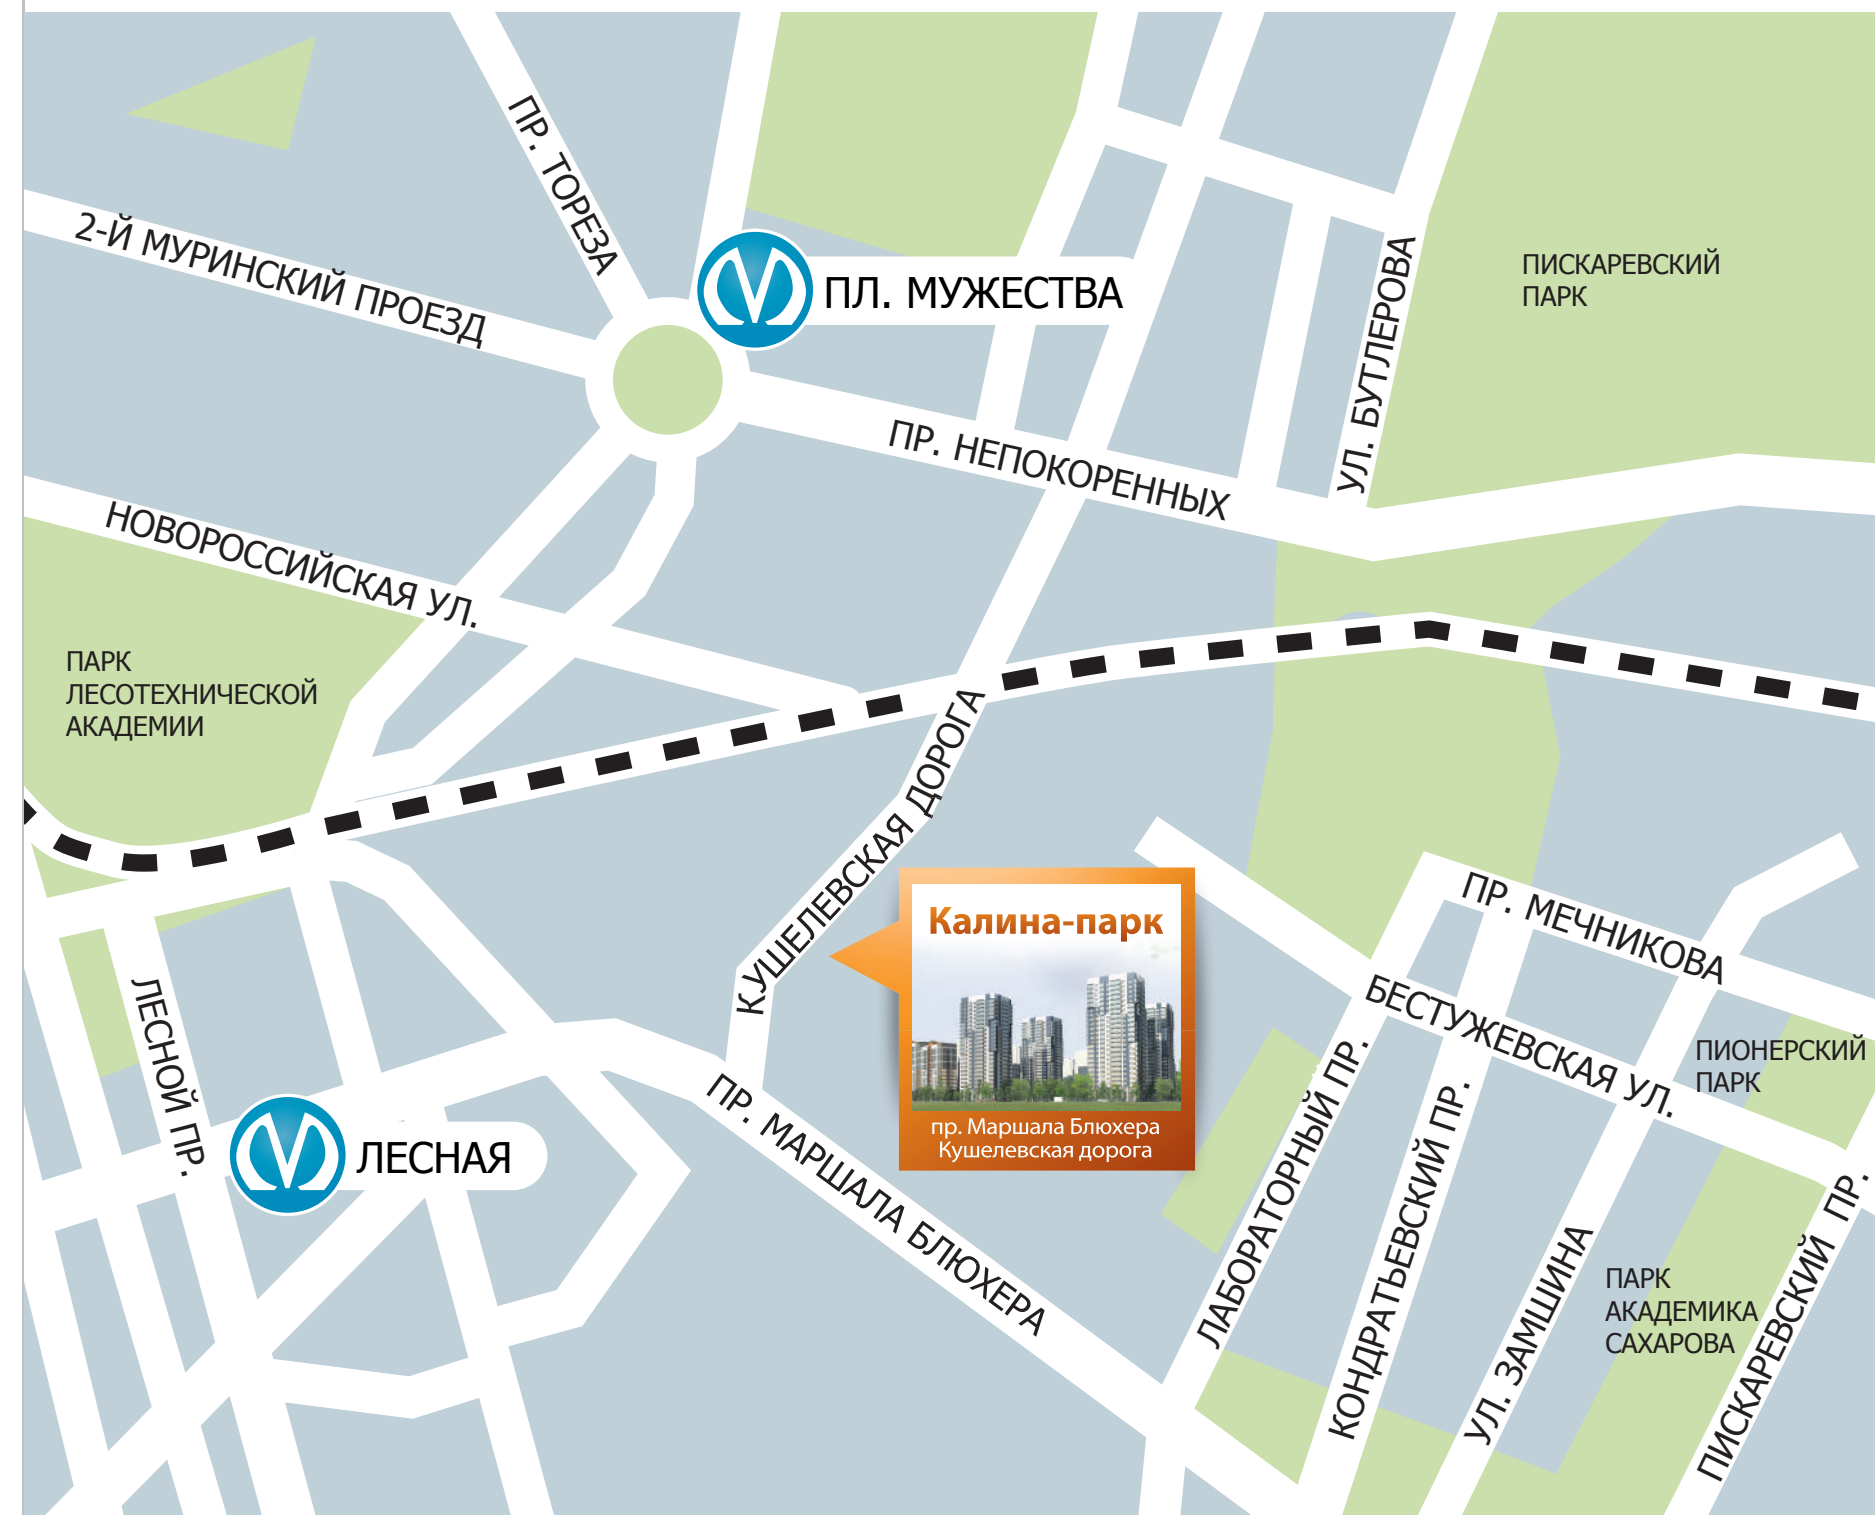 ПР. ТОРЕЗА
2-Й МУРИНСКИЙ ПРОЕЗД
ПЛ. МУЖЕСТВА
УЛ. БУТЛЕРОВА
ПИСКАРЕВСКИЙ
ПАРК
ПР. НЕПОКОРЕННЫХ
НОВОРОССИЙСКАЯ УЛ.
ПАРК
ЛЕСОТЕХНИЧЕСКОЙ
АКАДЕМИИ
КУШЕЛЕВСКАЯ ДОРОГА
Калина-парк
пр. Маршала Блюхера
Кушелевская дорога
ПР. МЕЧНИКОВА
БЕСТУЖЕВСКАЯ УЛ.
ПИОНЕРСКИЙ
ПАРК
ЛЕСНОЙ ПР.
ЛЕСНАЯ
ПР. МАРШАЛА БЛЮХЕРА
ЛАБОРАТОРНЫЙ ПР.
КОНДРАТЬЕВСКИЙ ПР.
УЛ. ЗАМШИНА
ПАРК
АКАДЕМИКА
САХАРОВА
ПИСКАРЕВСКИЙ ПР.